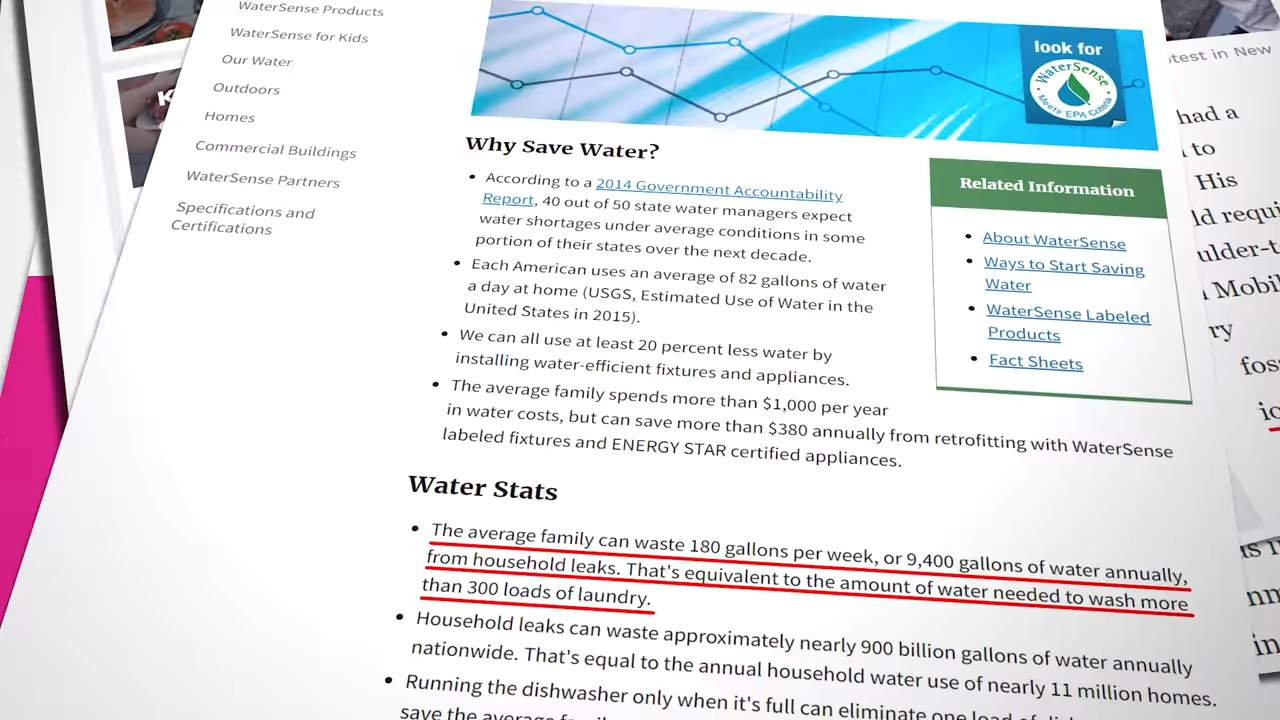 WaterSense Products
WaterSense for Kids
Our Water
Outdoors
Homes
Commercial Buildings
WaterSense Partners
Specifications and
Certifications
look for
WaterSense
Meets EPA Criteria
Why Save Water?
According to a 2014 Government Accountability
Report, 40 out of 50 state water managers expect
water shortages under average conditions in some
portion of their states over the next decade.
Each American uses an average of 82 gallons of water
a day at home (USGS, Estimated Use of Water in the
United States in 2015).
We can all use at least 20 percent less water by
installing water-efficient fixtures and appliances.
The average family spends more than $1,000 per year
in water costs, but can save more than $380 annually from retrofitting with WaterSense
labeled fixtures and ENERGY STAR certified appliances.
Related Information
About WaterSense
Ways to Start Saving
Water
WaterSense Labeled
Products
Fact Sheets
Water Stats
The average family can waste 180 gallons per week, or 9,400 gallons of water annually,
from household leaks. That's equivalent to the amount of water needed to wash more
than 300 loads of laundry.
Household leaks can waste approximately nearly 900 billion gallons of water annually
nationwide. That's equal to the annual household water use of nearly 11 million homes.
Running the dishwasher only when it's full can eliminate one load of
save the average
in New
had a
to
His